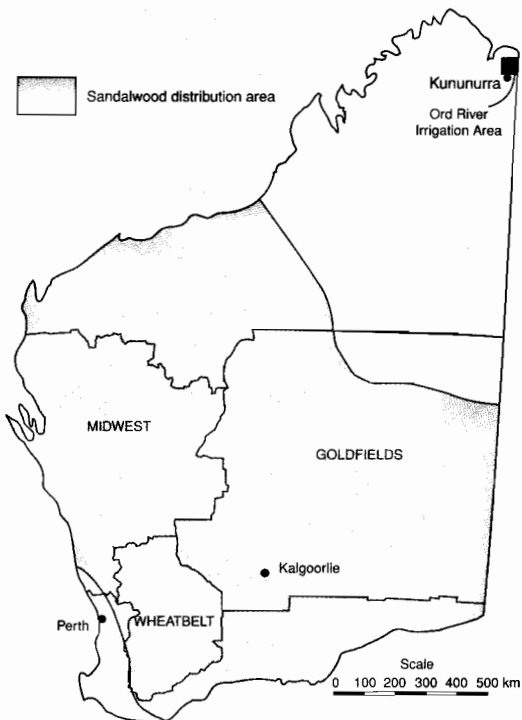 Kununurra
Sandalwood distribution area
Ord River
Irrigation Area
MIDWEST
GOLDFIELDS
Kalgoorlie
Perth
WHEATBELT
Scale
0 100 200 300 400 500 km